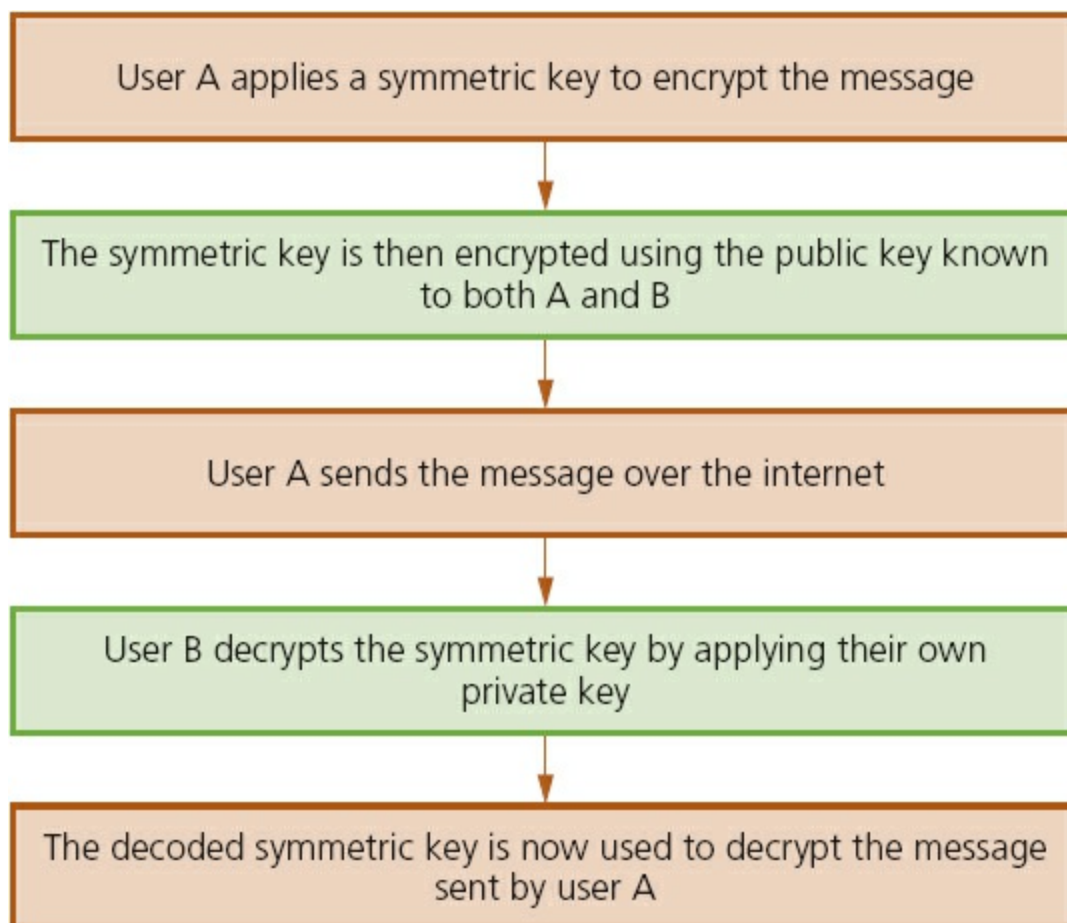 User A applies a symmetric key to encrypt the message
The symmetric key is then encrypted using the public key known
to both A and B
User A sends the message over the internet
User B decrypts the symmetric key by applying their own
private key
The decoded symmetric key is now used to decrypt the message
sent by user A